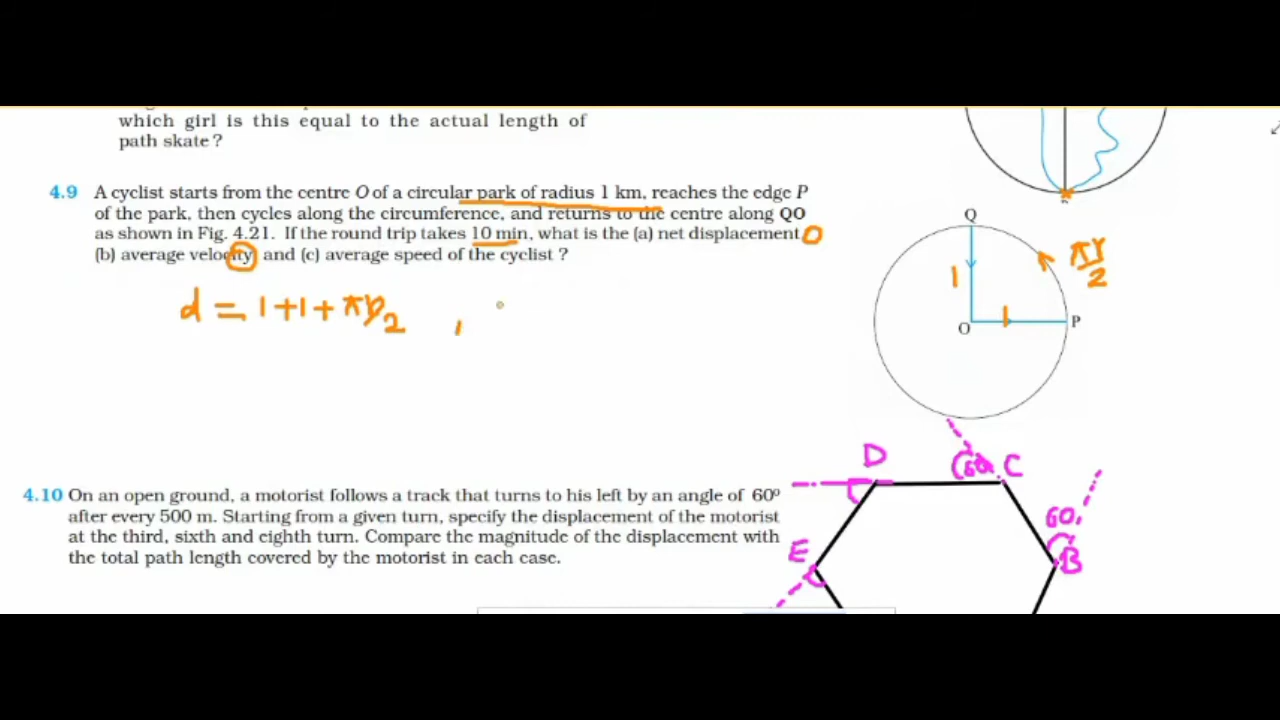 which girl is this equal to the actual length of
path skate ?
4.9 A cyclist starts from the centre O of a circular park of radius 1 km, reaches the edge P
of the park, then cycles along the circumference, and returns to the centre along QO
as shown in Fig. 4.21. If the round trip takes 10 min, what is the (a) net displacement, 0
(b) average velocity, and (c) average speed of the cyclist ?
d = 1+1+πr/2 ,
Q
πr/2
1
1
O
P
D
60
C
4.10 On an open ground, a motorist follows a track that turns to his left by an angle of 60°
after every 500 m. Starting from a given turn, specify the displacement of the motorist
at the third, sixth and eighth turn. Compare the magnitude of the displacement with
the total path length covered by the motorist in each case.
60
E
B